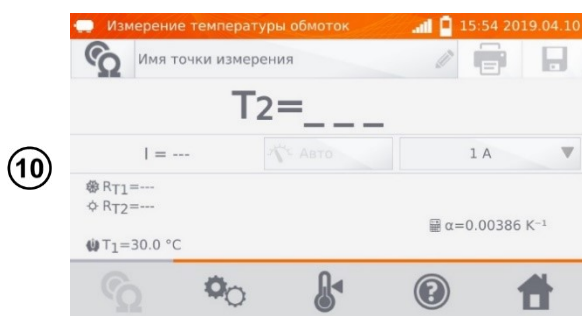 Измерение температуры обмоток 15:54 2019.04.10
Имя точки измерения
T2=_ _ _
I = --- Авто 1 A
10
RT1=---
RT2=---
α=0.00386 K⁻¹
T1=30.0 °C